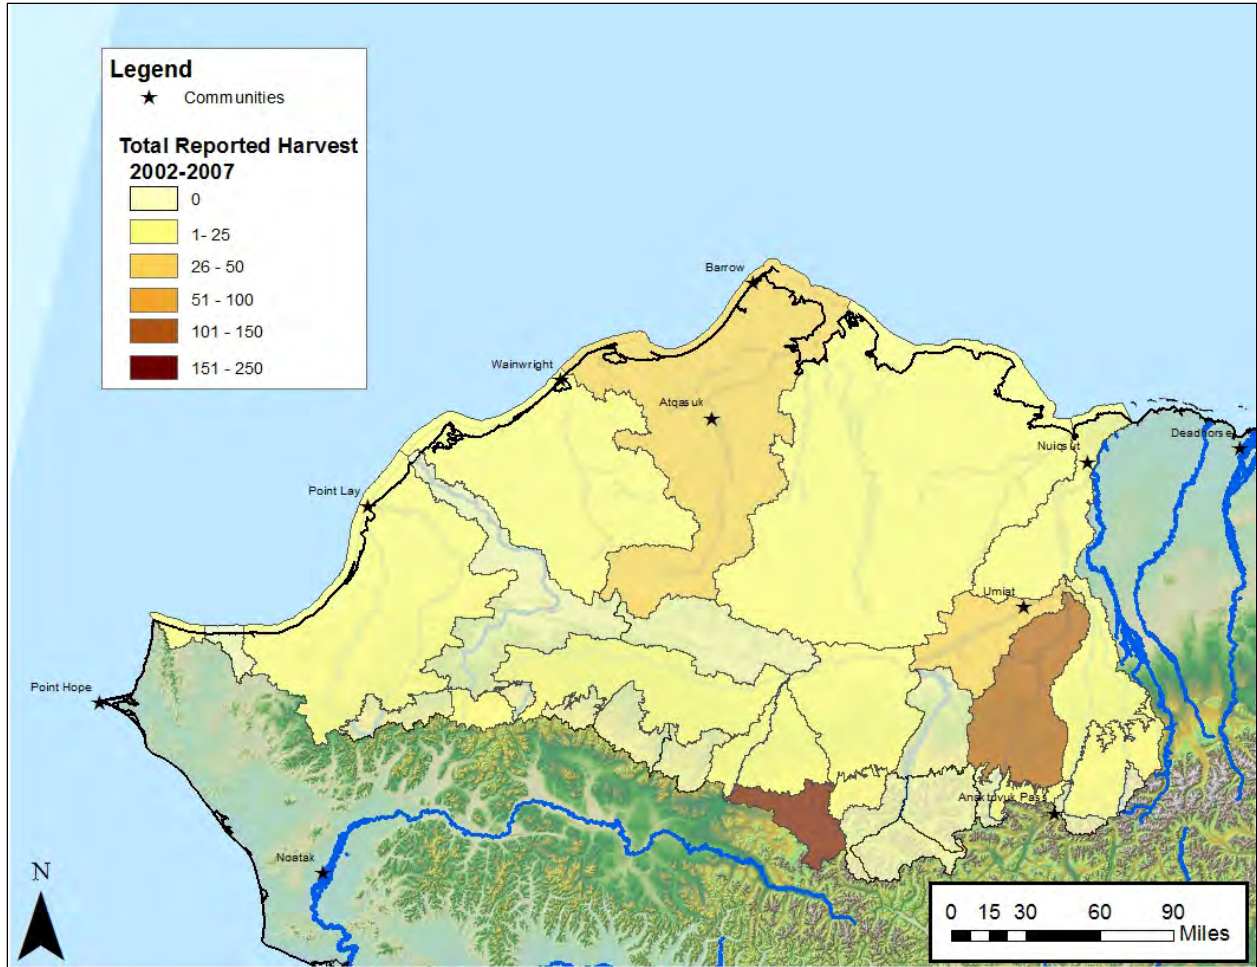 Legend
Communities
Total Reported Harvest
2002-2007
0
1- 25
26 - 50
51 - 100
101 - 150
151 - 250
Barrow
Wainwright
Atqasuk
Deadhorse
Nuiqsut
Point Lay
Umiat
Point Hope
Anaktuvuk Pass
Noatak
N
0 15 30 60 90
Miles